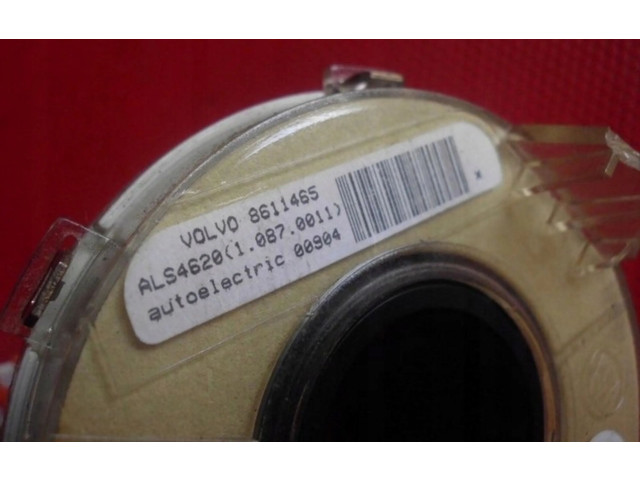 VOLVO 8611465
ALS4620(1.087.0011)
autoelectric 00904
x